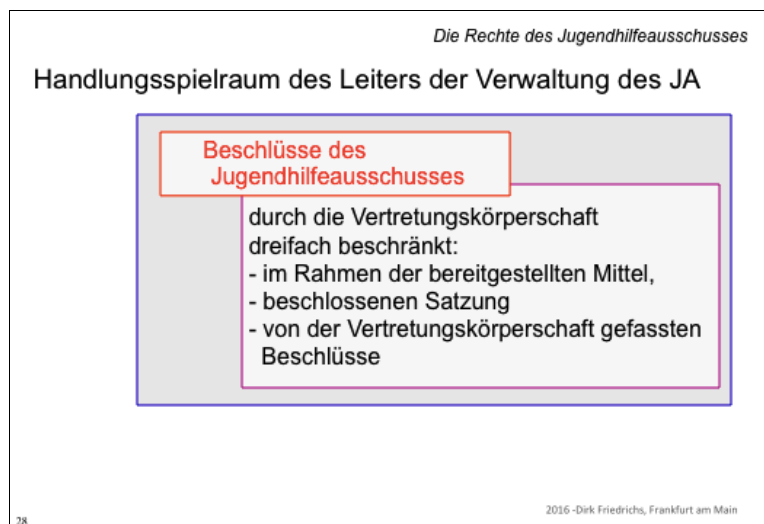 Die Rechte des Jugendhilfeausschusses
Handlungsspielraum des Leiters der Verwaltung des JA
Beschlüsse des
Jugendhilfeausschusses
durch die Vertretungskörperschaft
dreifach beschränkt:
- im Rahmen der bereitgestellten Mittel,
- beschlossenen Satzung
- von der Vertretungskörperschaft gefassten
Beschlüsse
2016 -Dirk Friedrichs, Frankfurt am Main
28